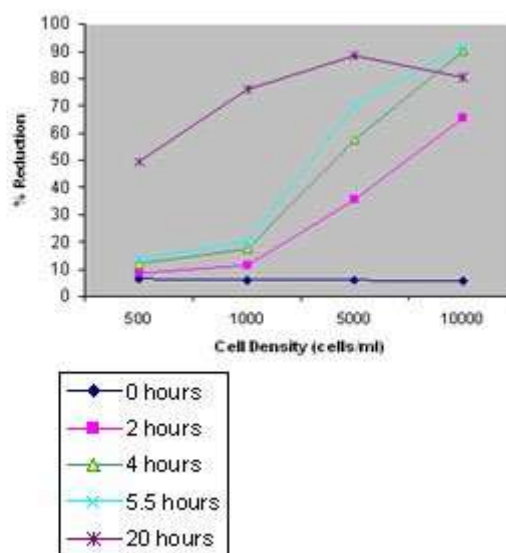 100
90
80
70
60
50
40
30
20
10
0
% Reduction
500 1000 5000 10000
Cell Density (cells/ml)
0 hours
2 hours
4 hours
5.5 hours
20 hours